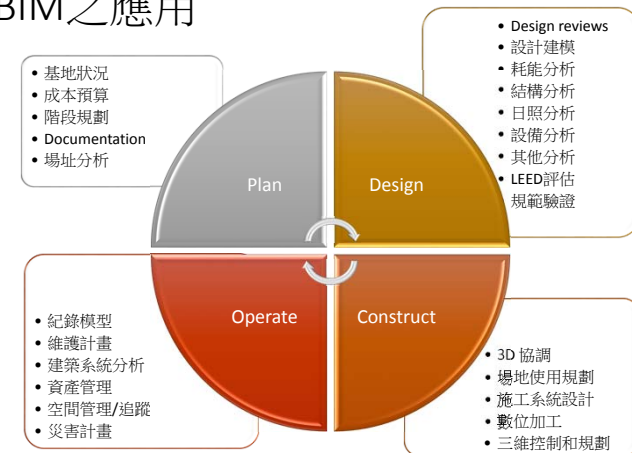 BIM之應用
• 基地狀況
• 成本預算
• 階段規劃
• Documentation
• 場址分析
• Design reviews
• 設計建模
• 耗能分析
• 結構分析
• 日照分析
• 設備分析
• 其他分析
• LEED評估
規範驗證
Plan
Design
Operate
Construct
• 紀錄模型
• 維護計畫
• 建築系統分析
• 資產管理
• 空間管理/追蹤
• 災害計畫
• 3D 協調
• 場地使用規劃
• 施工系統設計
• 數位加工
• 三維控制和規劃